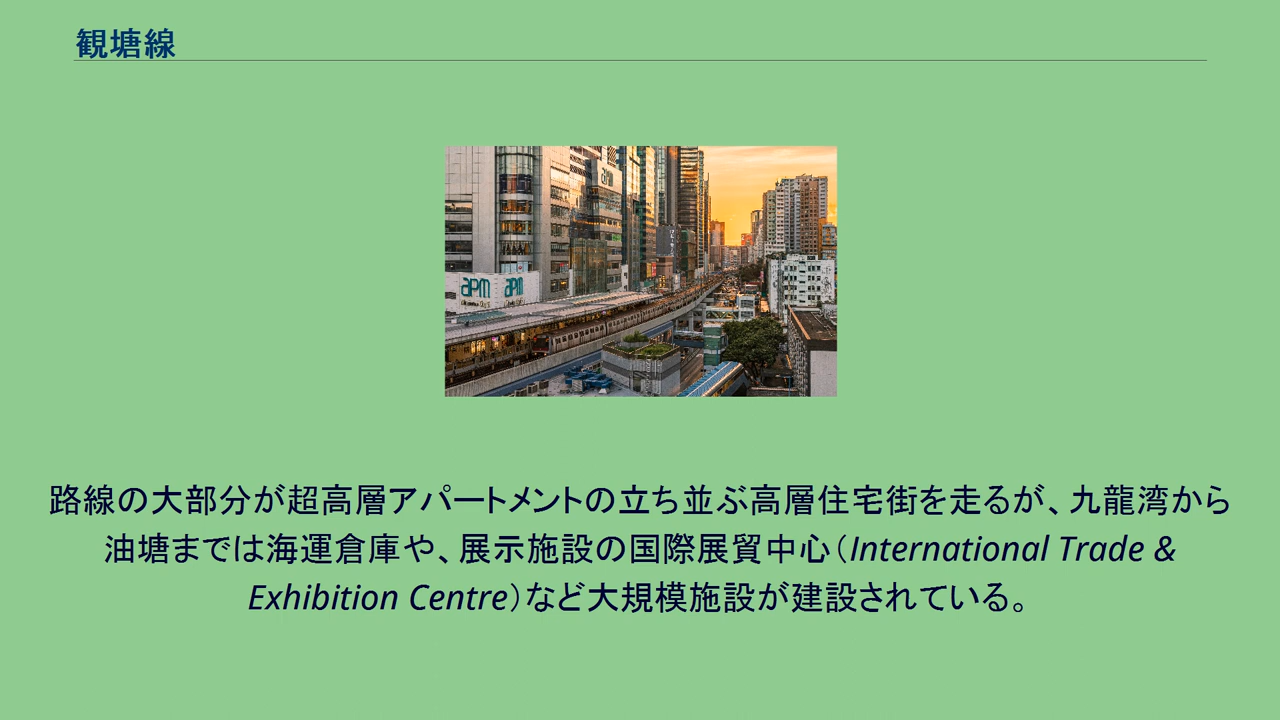 観塘線
apm
apm
apm
路線の大部分が超高層アパートメントの立ち並ぶ高層住宅街を走るが、九龍湾から
油塘までは海運倉庫や、展示施設の国際展貿中心（International Trade &
Exhibition Centre）など大規模施設が建設されている。